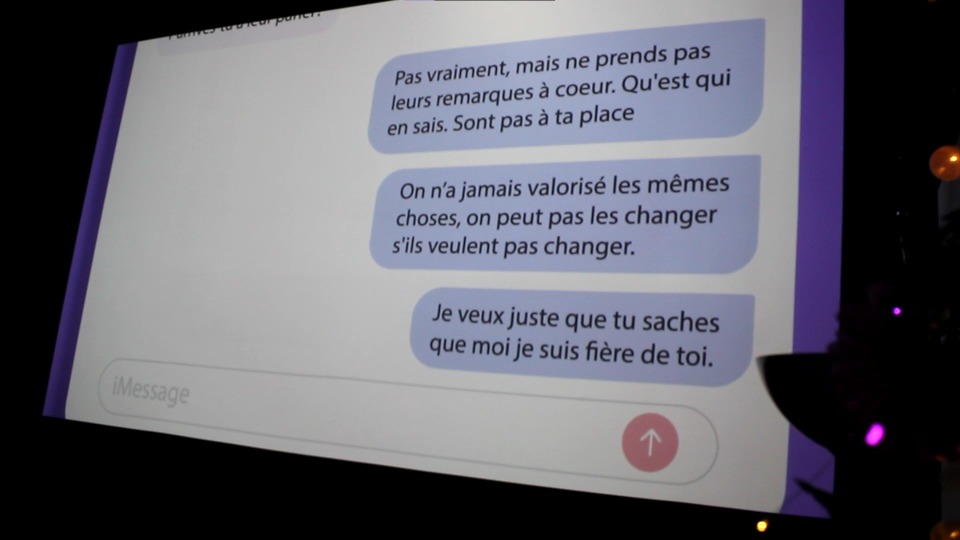 à leur parler?
Pas vraiment, mais ne prends pas
leurs remarques à coeur. Qu'est qui
en sais. Sont pas à ta place
On n'a jamais valorisé les mêmes
choses, on peut pas les changer
s'ils veulent pas changer.
Je veux juste que tu saches
que moi je suis fière de toi.
iMessage